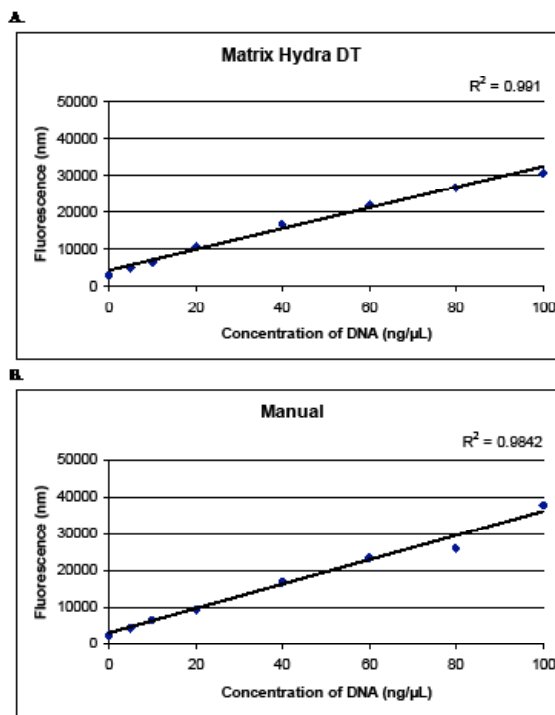 A.
Matrix Hydra DT
R² = 0.991
50000
40000
30000
20000
10000
0
Fluorescence (nm)
0 20 40 60 80 100
Concentration of DNA (ng/µL)
B.
Manual
R² = 0.9842
50000
40000
30000
20000
10000
0
Fluorescence (nm)
0 20 40 60 80 100
Concentration of DNA (ng/µL)